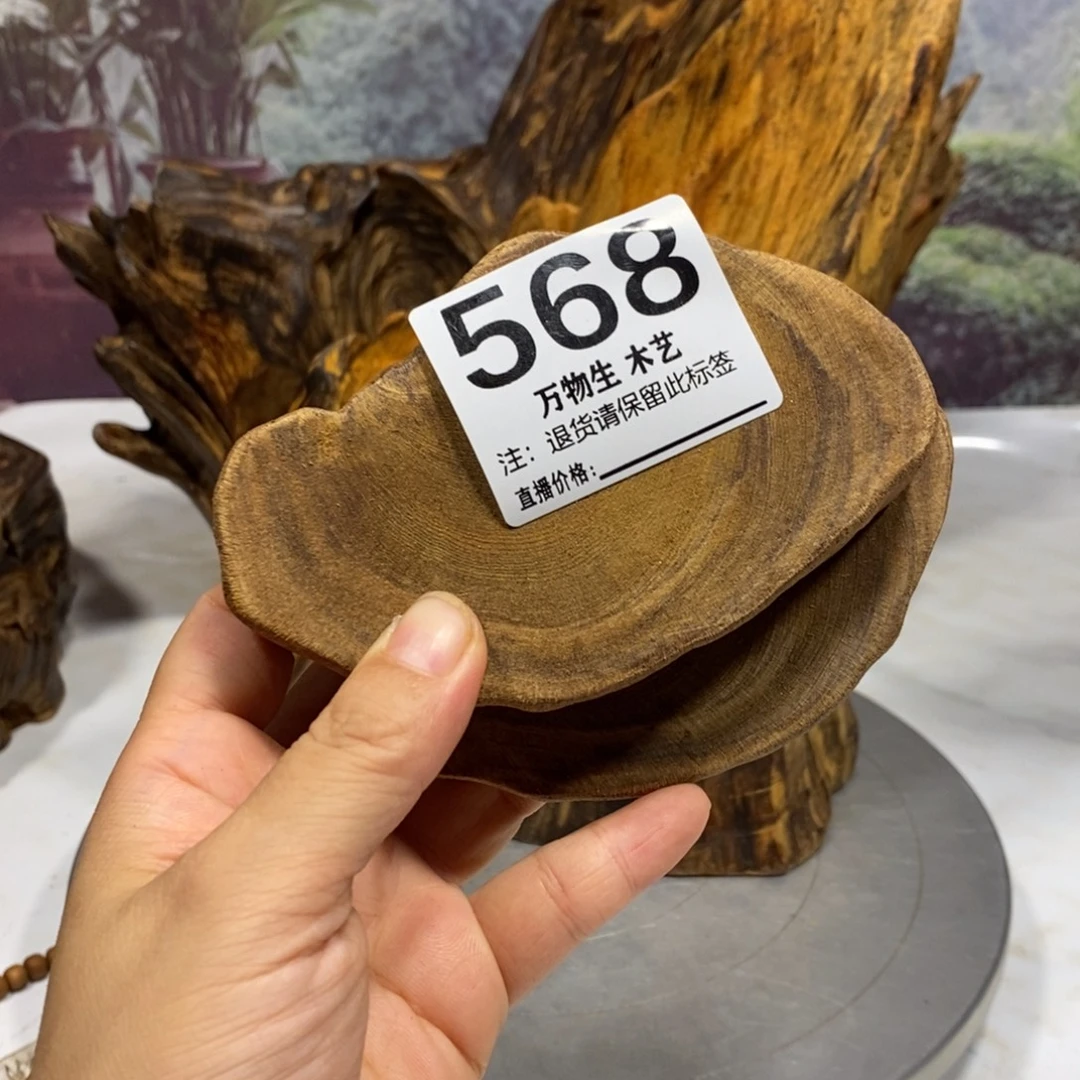 568
万物生 木艺
注：退货请保留此标签
直播价格：